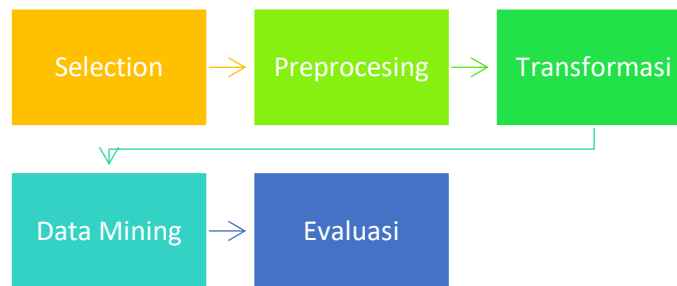 Selection
Preprocesing
Transformasi
Data Mining
Evaluasi